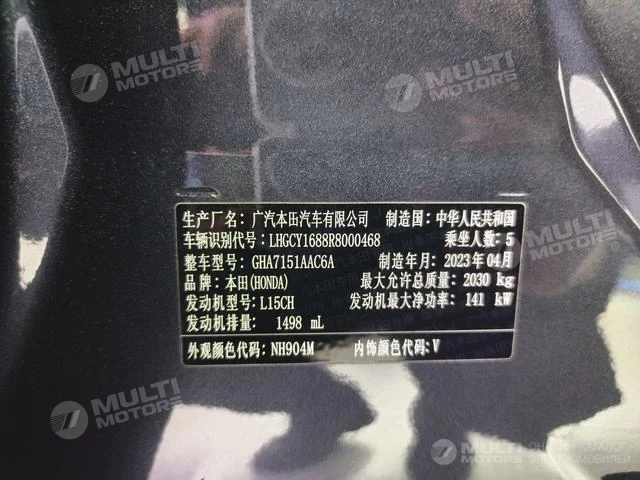 MULTI
MOTORS
MULTI
MOTORS
生产厂名：广汽本田汽车有限公司 制造国：中华人民共和国
车辆识别代号：LHGCY1688R8000468 乘坐人数：5
整车型号：GHA7151AAC6A 制造年月：2023年04月
品牌：本田(HONDA) 最大允许总质量：2030 kg
发动机型号：L15CH 发动机最大净功率：141 kW
发动机排量：1498 mL
外观颜色代码：NH904M 内饰颜色代码：V
MULTI
MOTORS
MULTI
MOTORS
ОНЛАЙН-КАТАЛОГ
ЭЛЕКТРОМОБИЛЕЙ